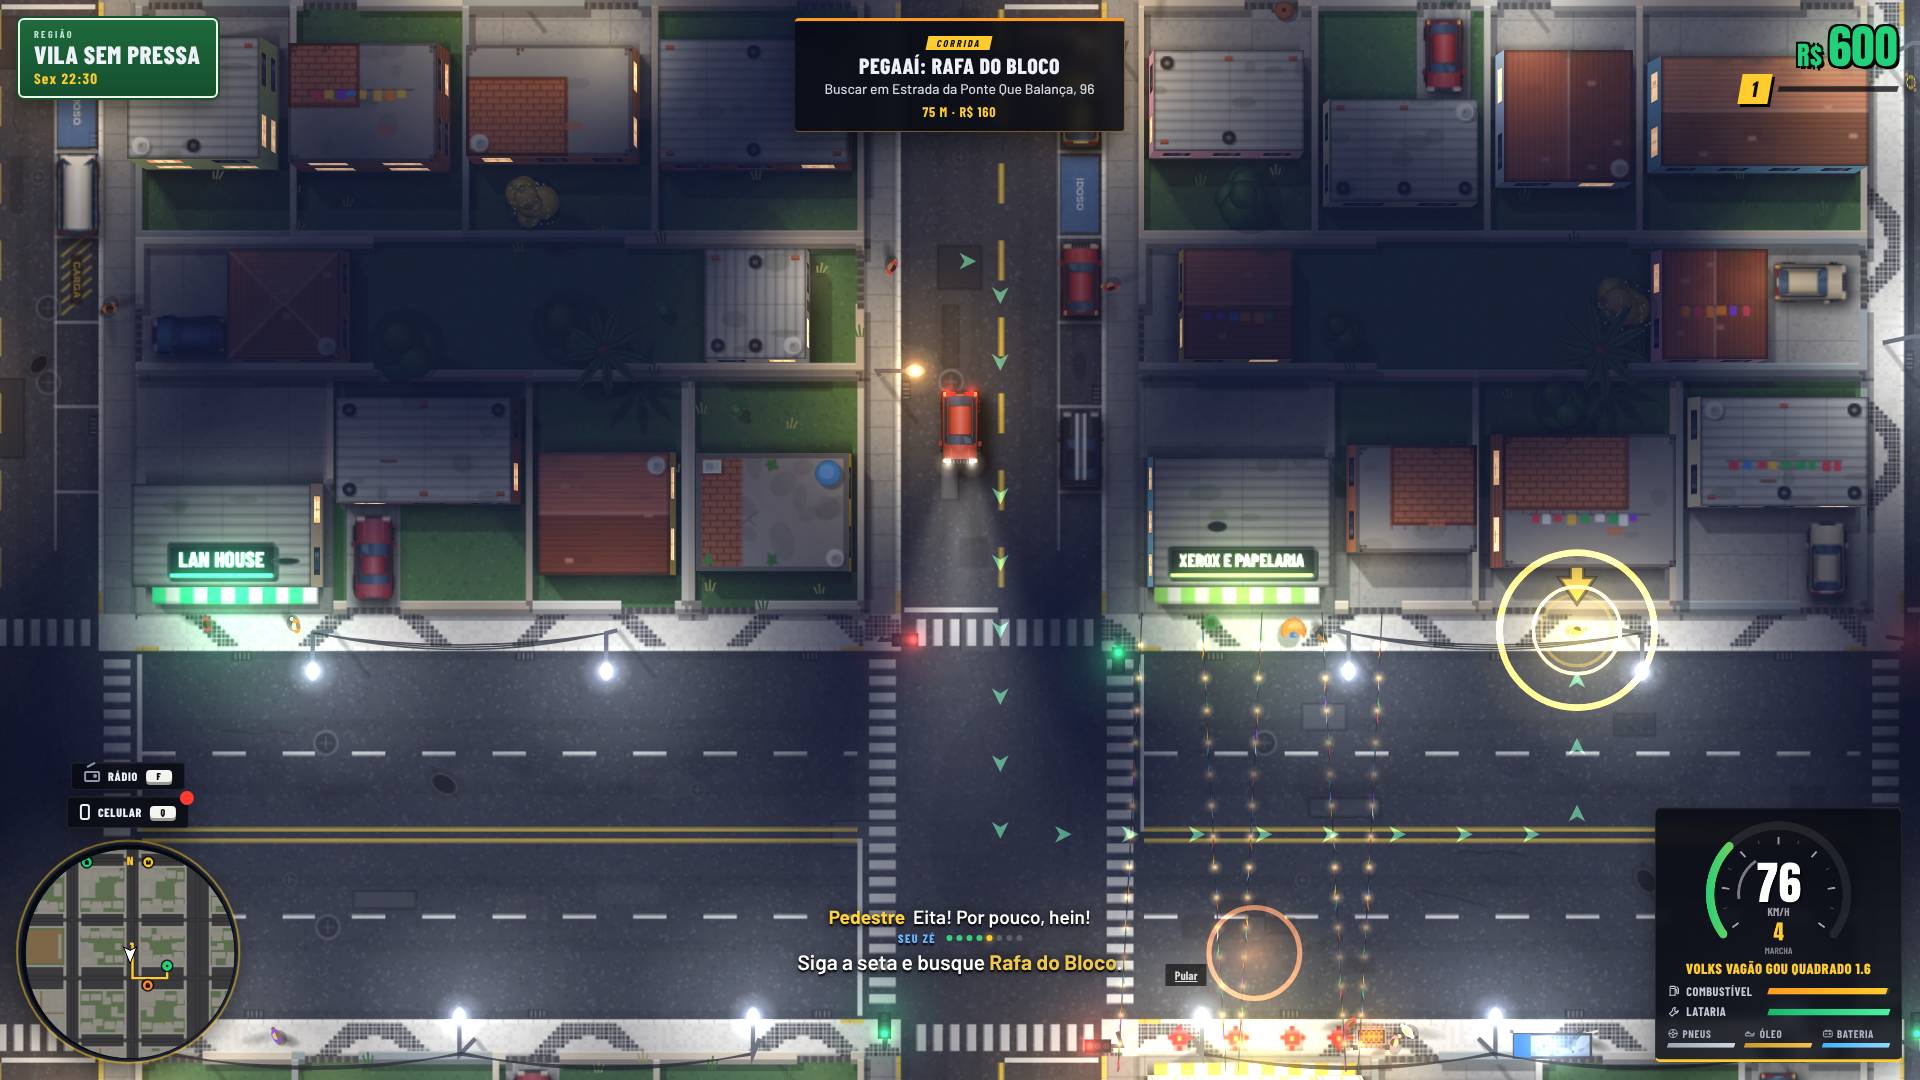 REGIÃO
VILA SEM PRESSA
Sex 22:30
CORRIDA
PEGAAÍ: RAFA DO BLOCO
Buscar em Estrada da Ponte Que Balança, 96
75 M · R$ 160
R$ 600
1
IDOSO
IDOSO
CARGA
LAN HOUSE
XEROX E PAPELARIA
RÁDIO F
CELULAR Q
N
M
Pedestre Eita! Por pouco, hein!
SEU ZÉ
Siga a seta e busque Rafa do Bloco.
Pular
76
KM/H
4
MARCHA
VOLKS VAGÃO GOU QUADRADO 1.6
COMBUSTÍVEL
LATARIA
PNEUS ÓLEO BATERIA